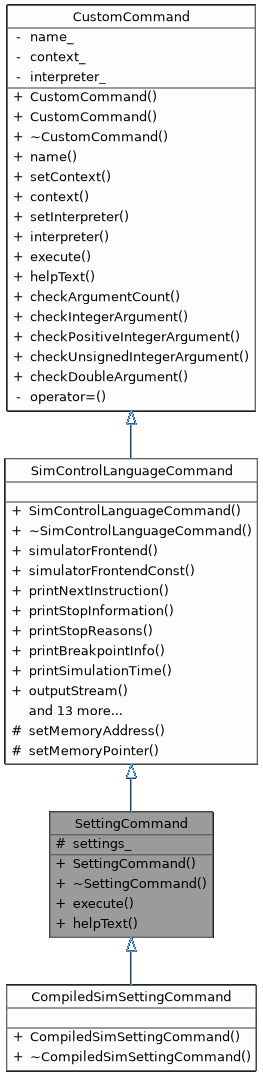 CustomCommand
- name_
- context_
- interpreter_
+ CustomCommand()
+ CustomCommand()
+ ~CustomCommand()
+ name()
+ setContext()
+ context()
+ setInterpreter()
+ interpreter()
+ execute()
+ helpText()
+ checkArgumentCount()
+ checkIntegerArgument()
+ checkPositiveIntegerArgument()
+ checkUnsignedIntegerArgument()
+ checkDoubleArgument()
- operator=()
SimControlLanguageCommand
+ SimControlLanguageCommand()
+ ~SimControlLanguageCommand()
+ simulatorFrontend()
+ simulatorFrontendConst()
+ printNextInstruction()
+ printStopInformation()
+ printStopReasons()
+ printBreakpointInfo()
+ printSimulationTime()
+ outputStream()
and 13 more...
# setMemoryAddress()
# setMemoryPointer()
SettingCommand
# settings_
+ SettingCommand()
+ ~SettingCommand()
+ execute()
+ helpText()
CompiledSimSettingCommand
+ CompiledSimSettingCommand()
+ ~CompiledSimSettingCommand()